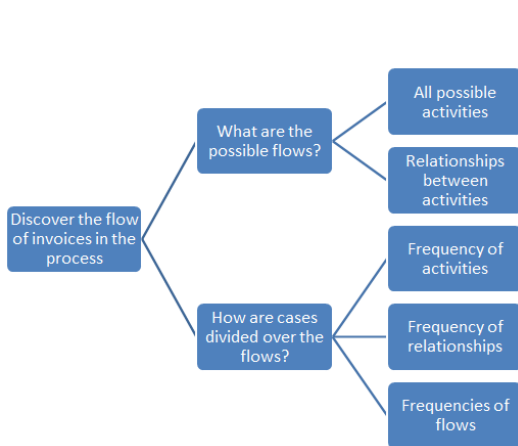 Discover the flow
of invoices in the
process
What are the
possible flows?
All possible
activities
Relationships
between
activities
How are cases
divided over the
flows?
Frequency of
activities
Frequency of
relationships
Frequencies of
flows